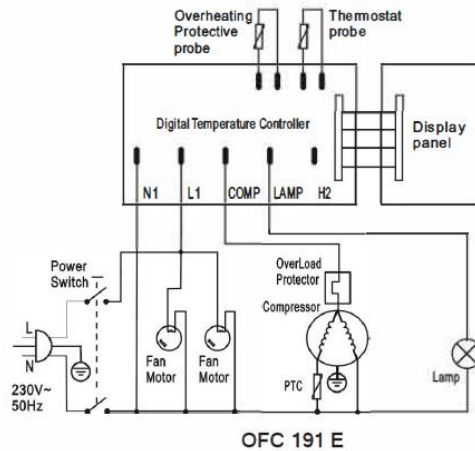 Overheating
Protective
probe
Thermostat
probe
Digital Temperature Controller
Display
panel
N1 L1 COMP LAMP H2
Power
Switch
OverLoad
Protector
Compressor
L
N
230V~
50Hz
Fan
Motor
Fan
Motor
PTC
Lamp
OFC 191 E